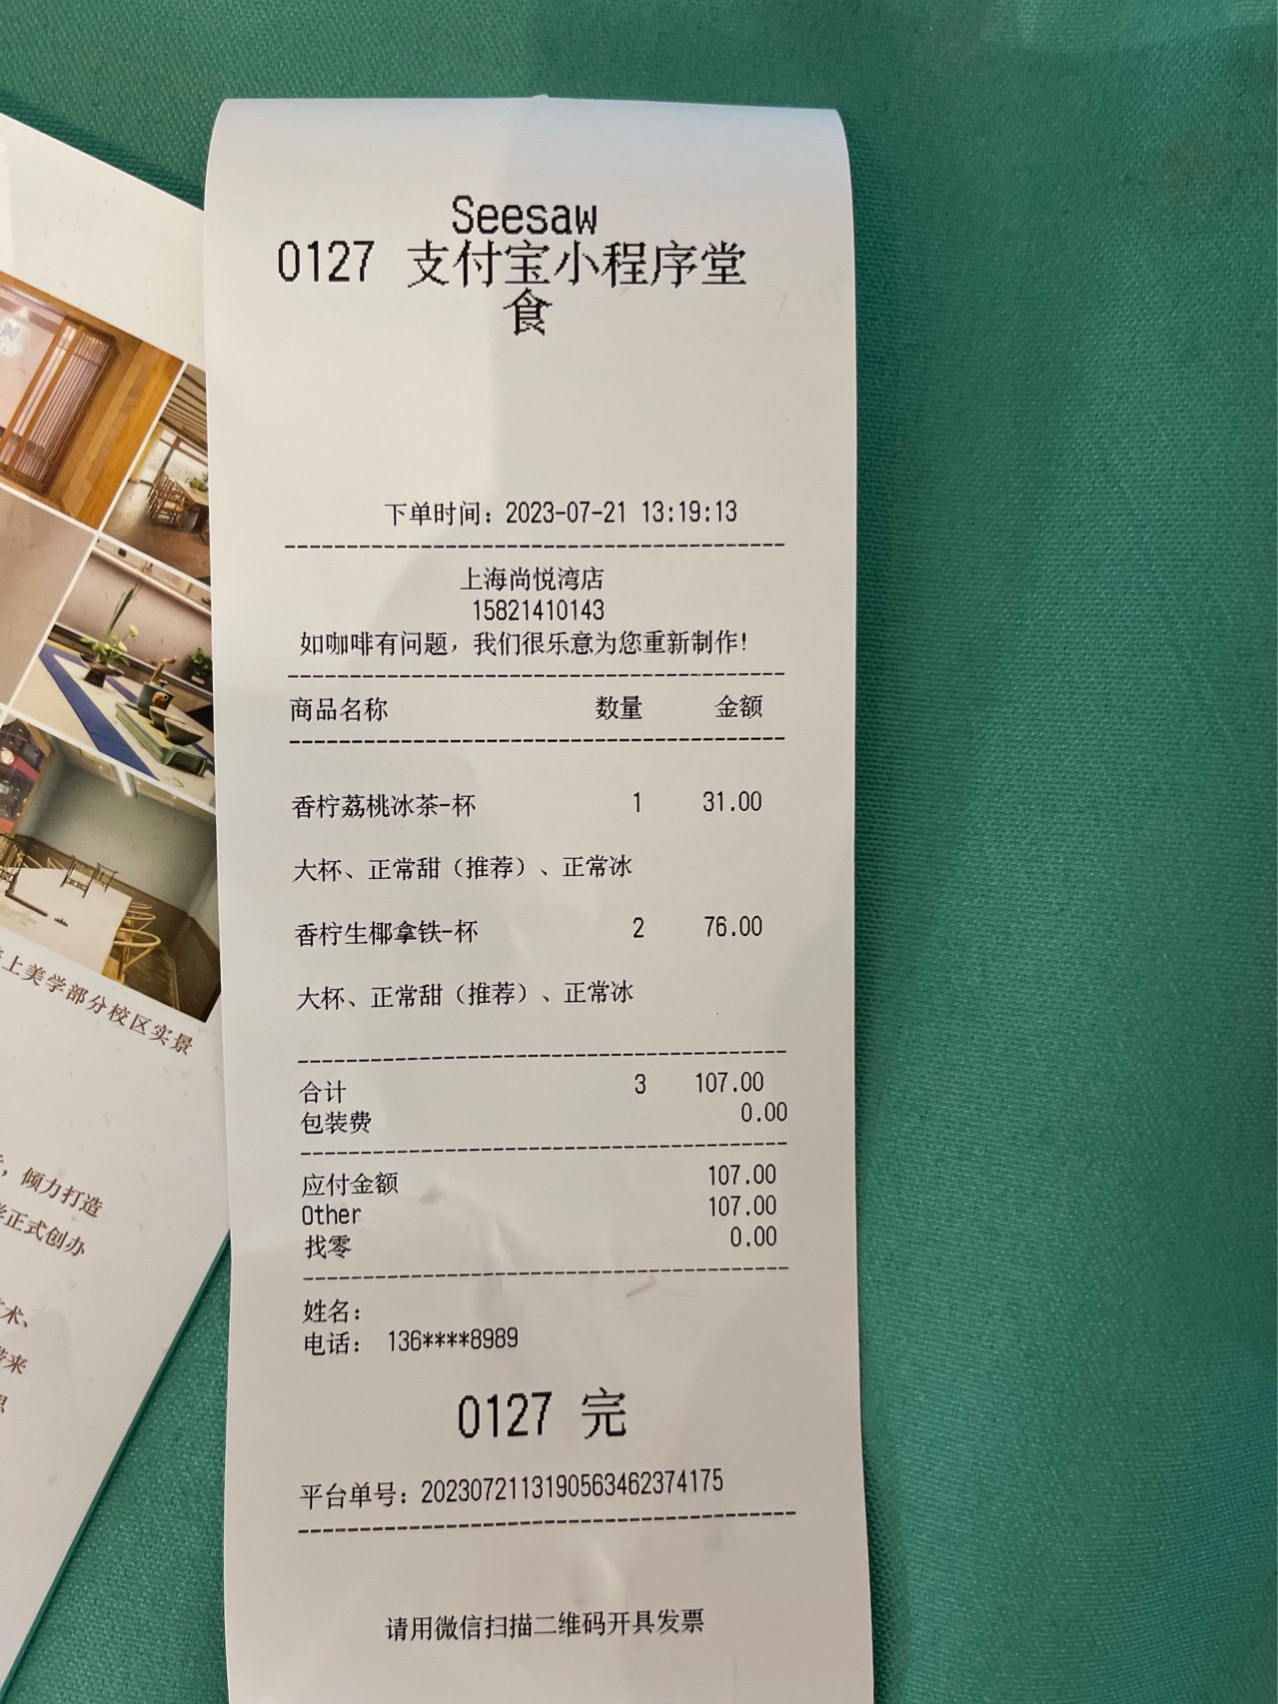 Seesaw
0127 支付宝小程序堂
食
下单时间：2023-07-21 13:19:13
上海尚悦湾店
15821410143
如咖啡有问题，我们很乐意为您重新制作！
商品名称 数量 金额
香柠荔桃冰茶-杯 1 31.00
大杯、正常甜（推荐）、正常冰
香柠生椰拿铁-杯 2 76.00
大杯、正常甜（推荐）、正常冰
合计 3 107.00
包装费 0.00
应付金额 107.00
Other 107.00
找零 0.00
姓名：
电话： 136****8989
0127 完
平台单号：20230721131905634623​74175
请用微信扫描二维码开具发票
上美学部分校区实景
，倾力打造
正式创办
术、
带来